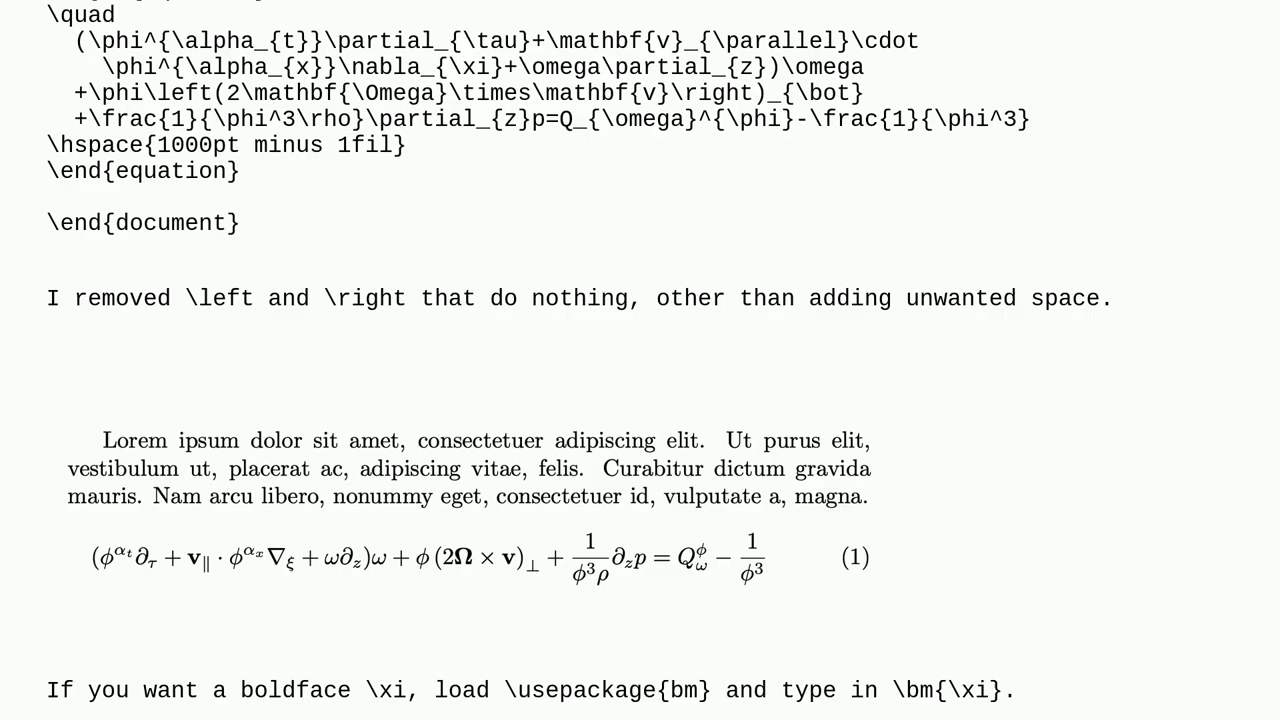 \quad
  (\phi^{\alpha_{t}}\partial_{\tau}+\mathbf{v}_{\parallel}\cdot
    \phi^{\alpha_{x}}\nabla_{\xi}+\omega\partial_{z})\omega
  +\phi\left(2\mathbf{\Omega}\times\mathbf{v}\right)_{\bot}
  +\frac{1}{\phi^3\rho}\partial_{z}p=Q_{\omega}^{\phi}-\frac{1}{\phi^3}
\hspace{1000pt minus 1fil}
\end{equation}
\end{document}
I removed \left and \right that do nothing, other than adding unwanted space.
Lorem ipsum dolor sit amet, consectetuer adipiscing elit. Ut purus elit,
vestibulum ut, placerat ac, adipiscing vitae, felis. Curabitur dictum gravida
mauris. Nam arcu libero, nonummy eget, consectetuer id, vulputate a, magna.
(ϕ^{α_t}∂_τ + v_∥ · ϕ^{α_x}∇_ξ + ω∂_z)ω + ϕ (2Ω × v)_⊥ + 1/(ϕ³ρ) ∂_z p = Q_ω^ϕ − 1/ϕ³ (1)
If you want a boldface \xi, load \usepackage{bm} and type in \bm{\xi}.